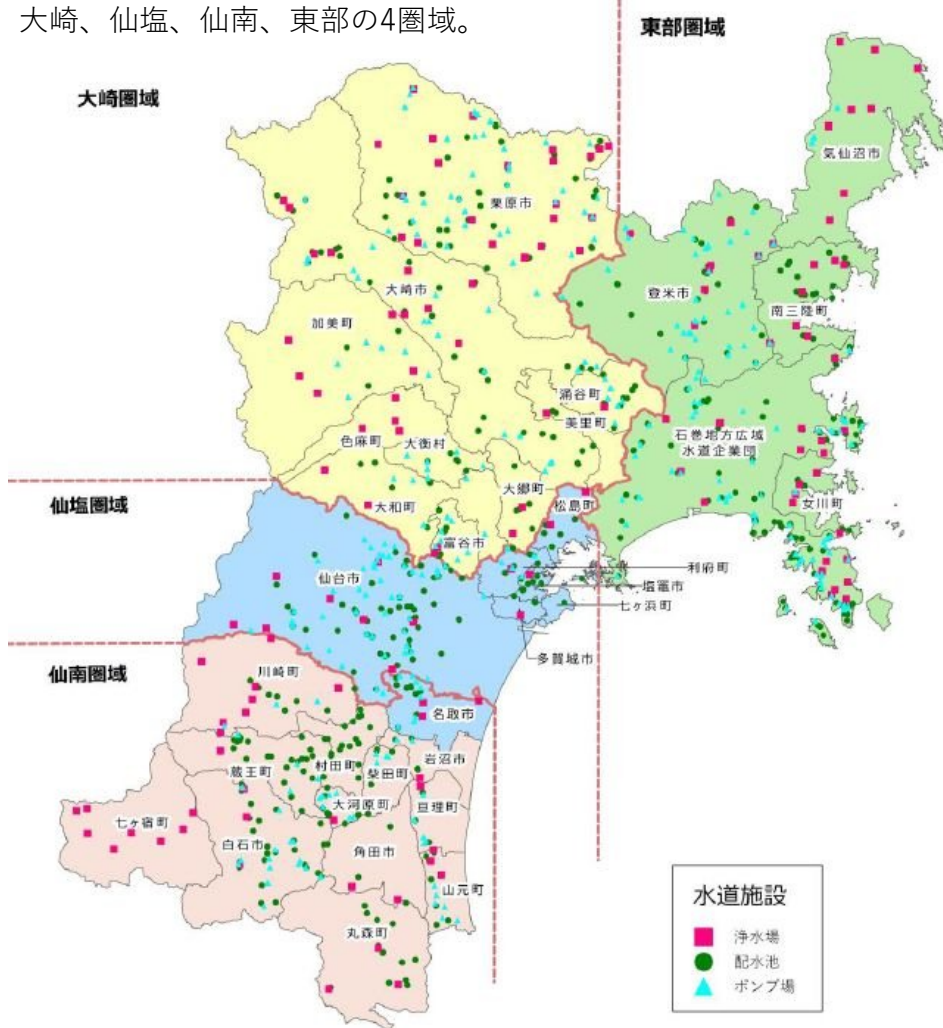 大崎、仙塩、仙南、東部の4圏域。
東部圏域
大崎圏域
気仙沼市
栗原市
登米市
大崎市
南三陸町
加美町
涌谷町
美里町
石巻地方広域
水道企業団
色麻町
大衡村
大郷町
松島町
女川町
仙塩圏域
大和町
富谷市
利府町
仙台市
塩竈市
七ヶ浜町
多賀城市
仙南圏域
川崎町
名取市
岩沼市
蔵王町
村田町
柴田町
大河原町
亘理町
七ヶ宿町
白石市
角田市
山元町
丸森町
水道施設
浄水場
配水池
ポンプ場